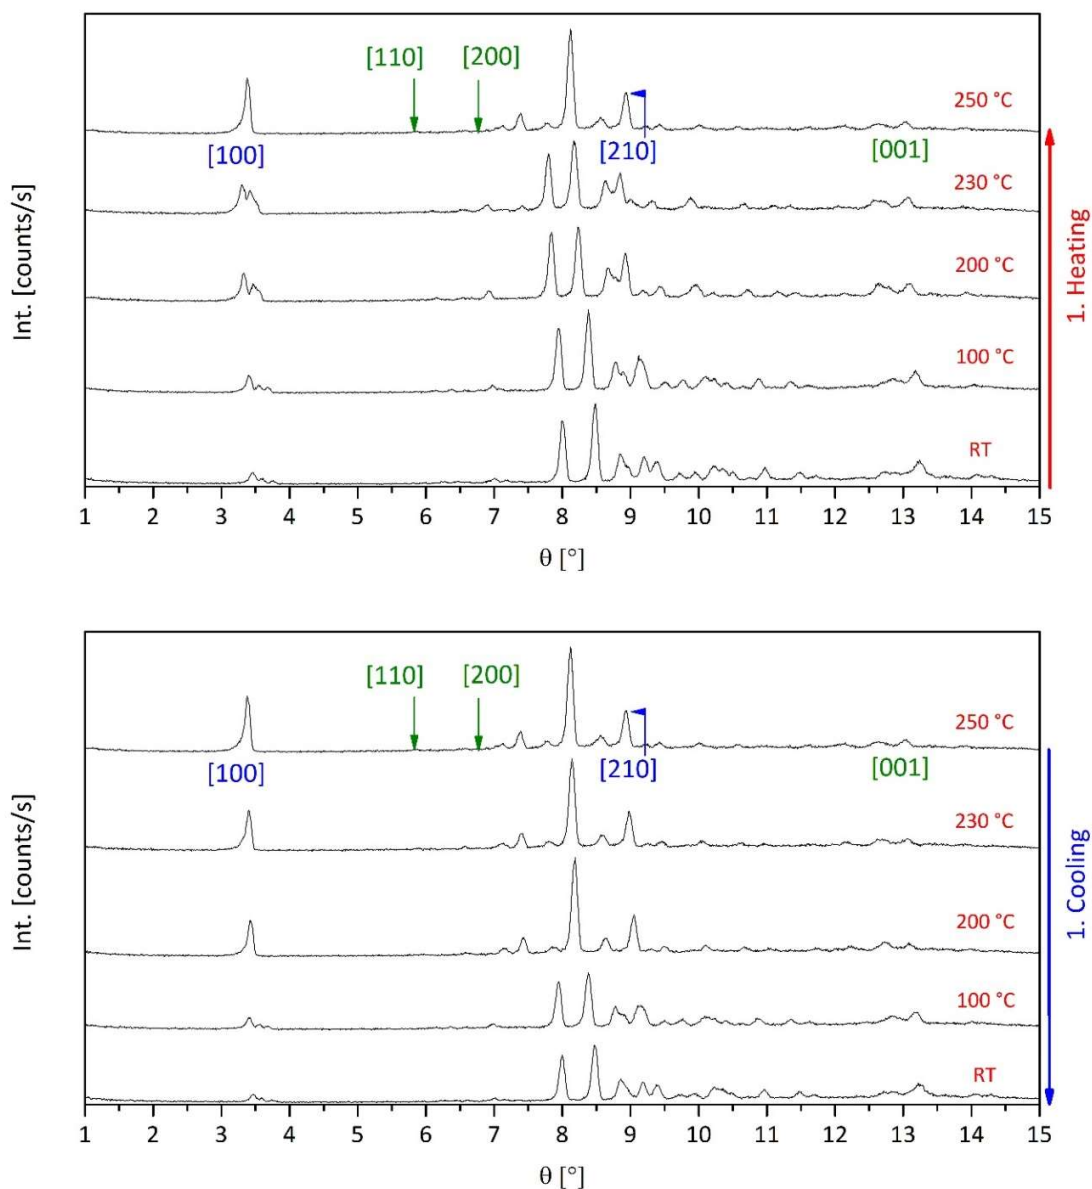 [110] [200]
250 °C
[100] [210] [001]
230 °C
200 °C
100 °C
RT
Int. [counts/s]
1. Heating
1 2 3 4 5 6 7 8 9 10 11 12 13 14 15
θ [°]
[110] [200]
250 °C
[100] [210] [001]
230 °C
200 °C
100 °C
RT
Int. [counts/s]
1. Cooling
1 2 3 4 5 6 7 8 9 10 11 12 13 14 15
θ [°]